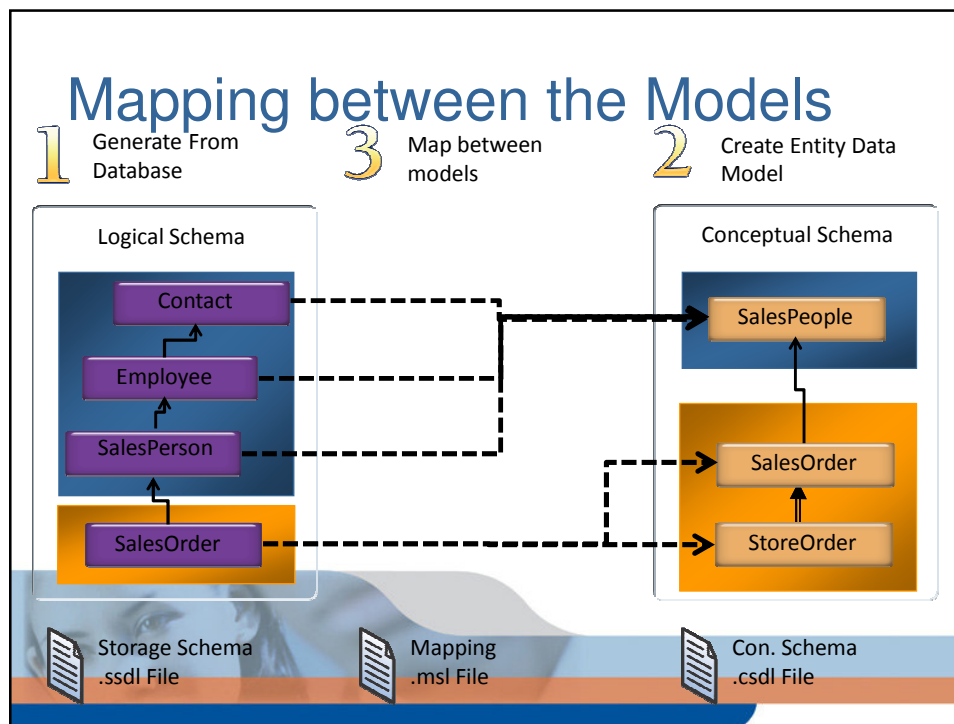 Mapping between the Models
1 Generate From
Database
3 Map between
models
2 Create Entity Data
Model
Logical Schema
Contact
Employee
SalesPerson
SalesOrder
Conceptual Schema
SalesPeople
SalesOrder
StoreOrder
Storage Schema
.ssdl File
Mapping
.msl File
Con. Schema
.csdl File